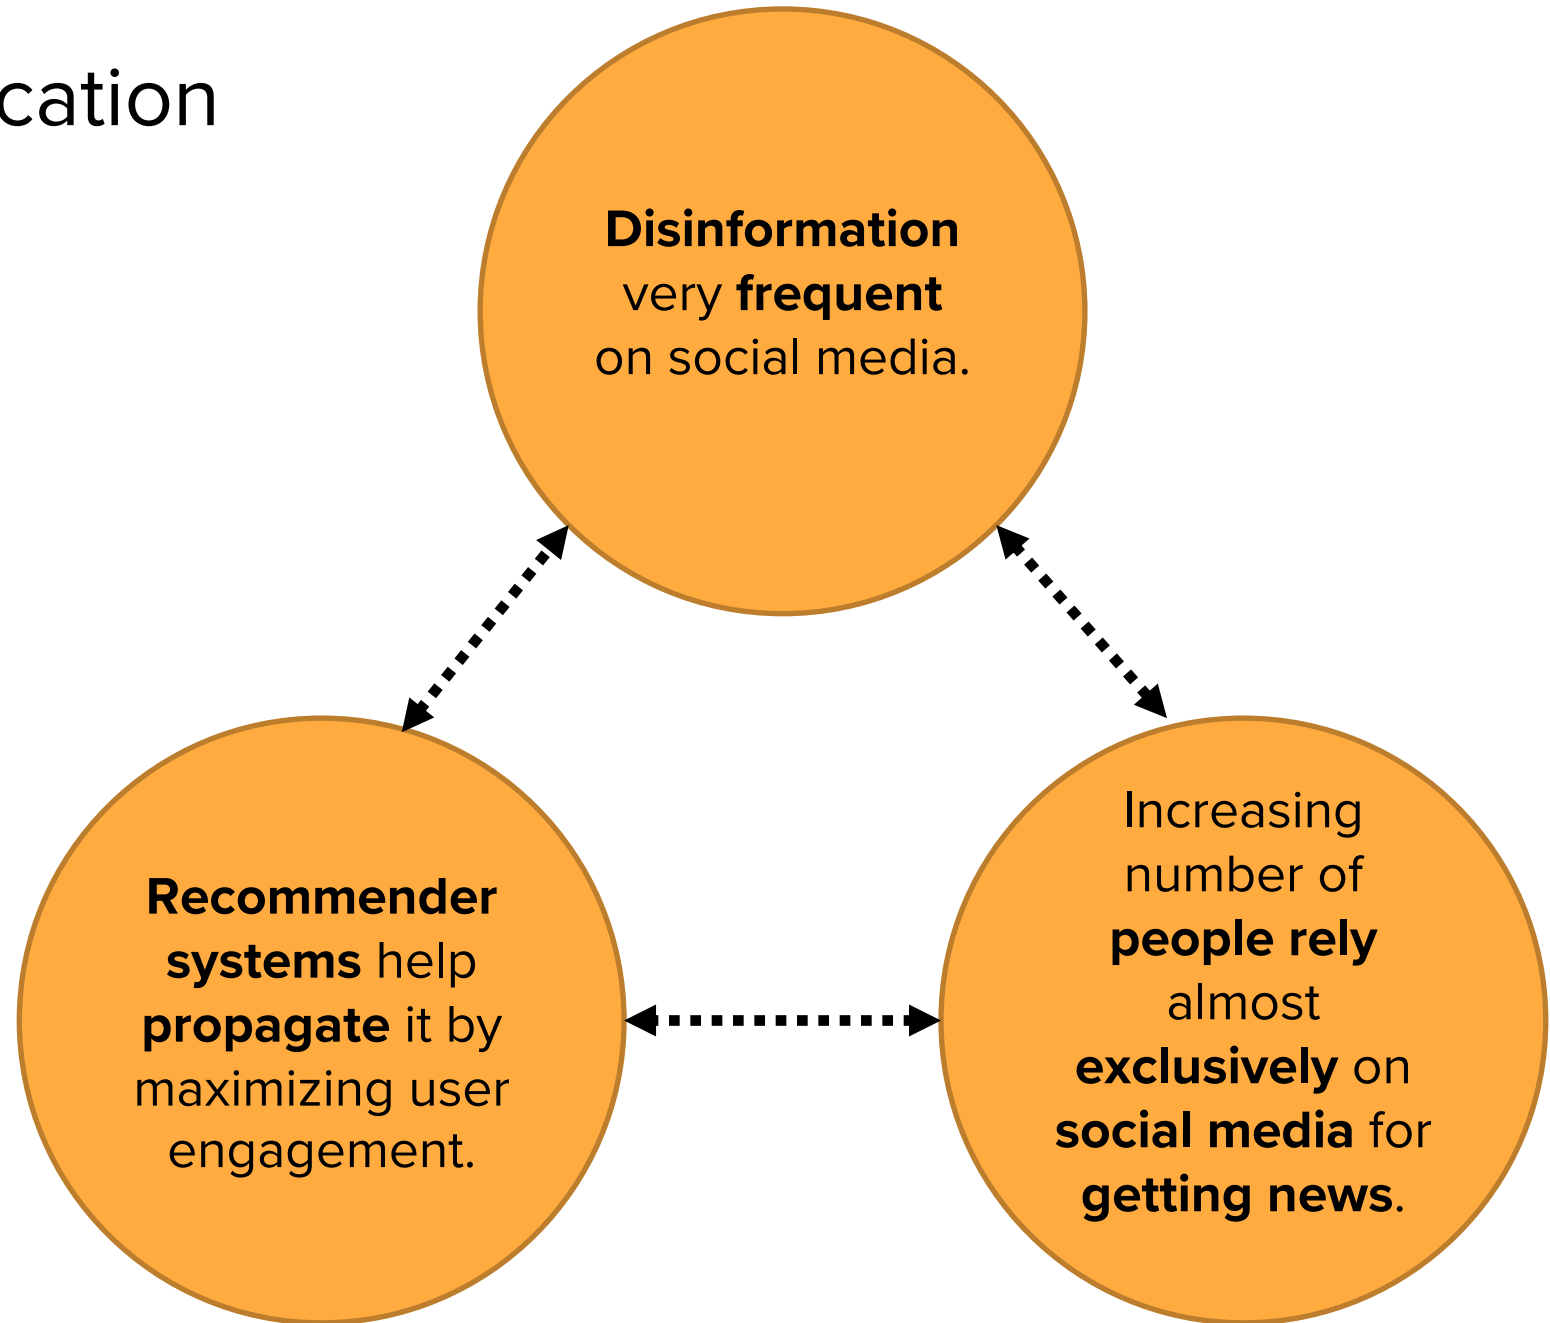 cation
Disinformation
very frequent
on social media.
Recommender
systems help
propagate it by
maximizing user
engagement.
Increasing
number of
people rely
almost
exclusively on
social media for
getting news.